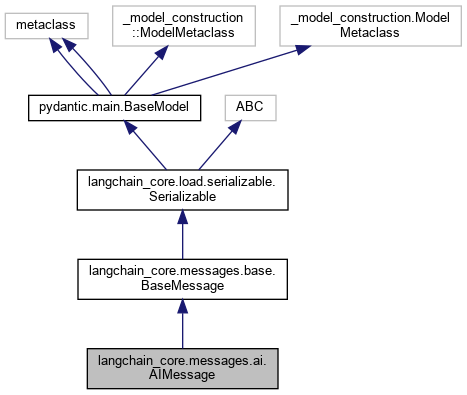 metaclass
_model_construction
::ModelMetaclass
_model_construction.Model
Metaclass
pydantic.main.BaseModel
ABC
langchain_core.load.serializable.
Serializable
langchain_core.messages.base.
BaseMessage
langchain_core.messages.ai.
AIMessage